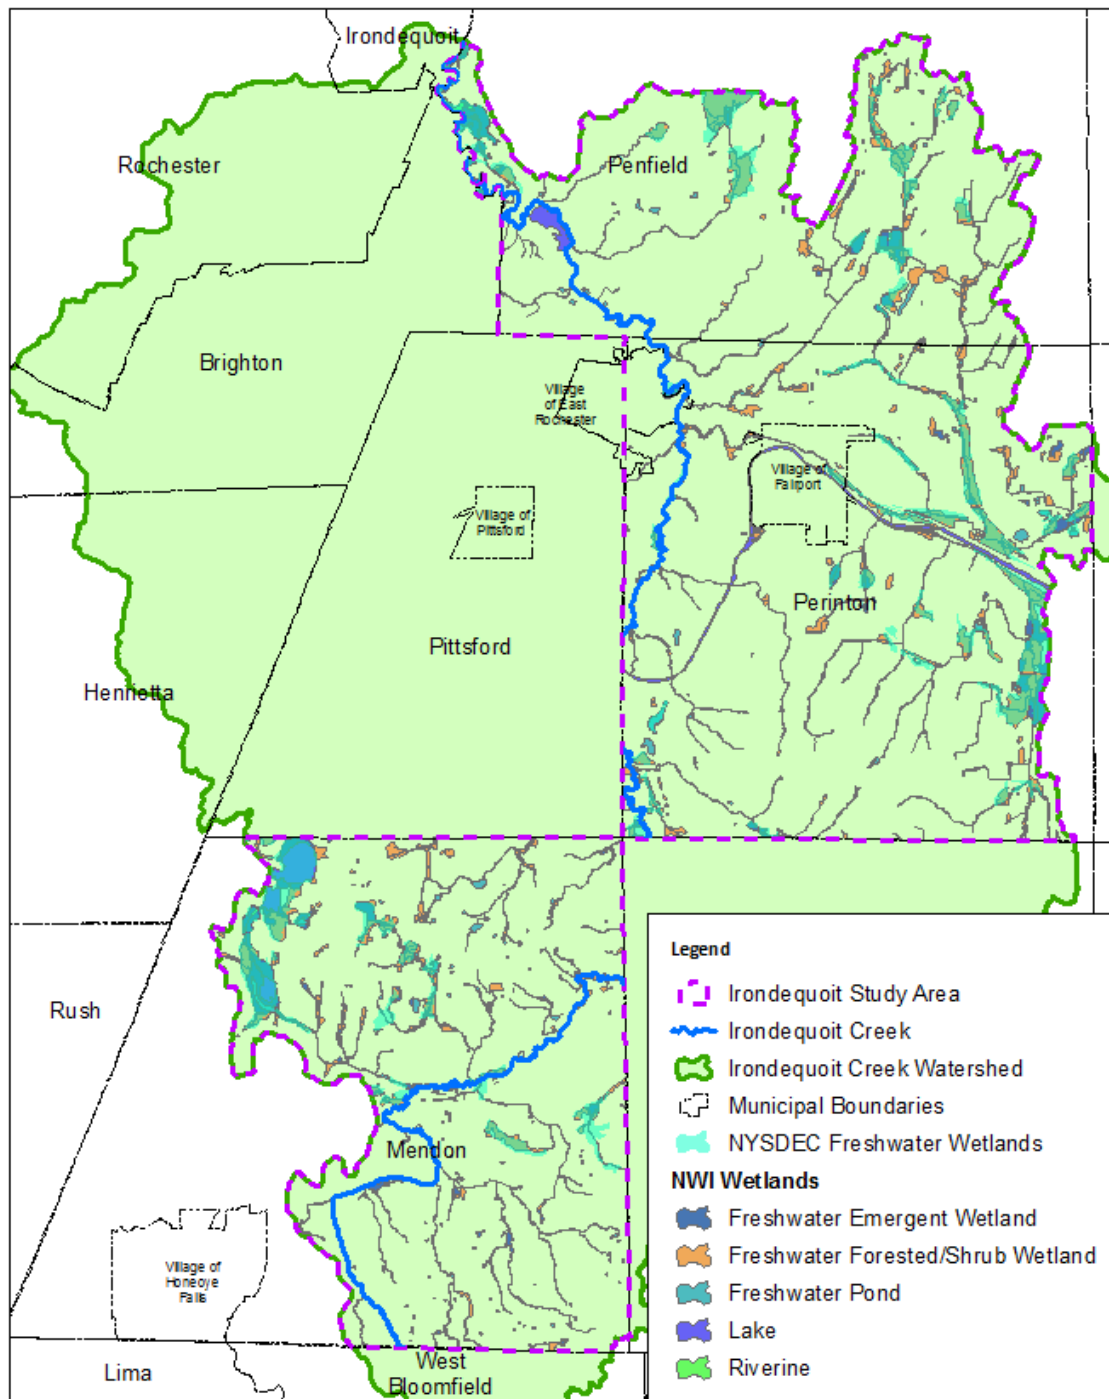 Irondequoit
Rochester
Penfield
Brighton
Village
of East
Rochester
Village of
Fairport
Village of
Pittsford
Perinton
Pittsford
Henrietta
Rush
Mendon
Village of
Honeoye
Falls
Lima
West
Bloomfield
Legend
Irondequoit Study Area
Irondequoit Creek
Irondequoit Creek Watershed
Municipal Boundaries
NYSDEC Freshwater Wetlands
NWI Wetlands
Freshwater Emergent Wetland
Freshwater Forested/Shrub Wetland
Freshwater Pond
Lake
Riverine